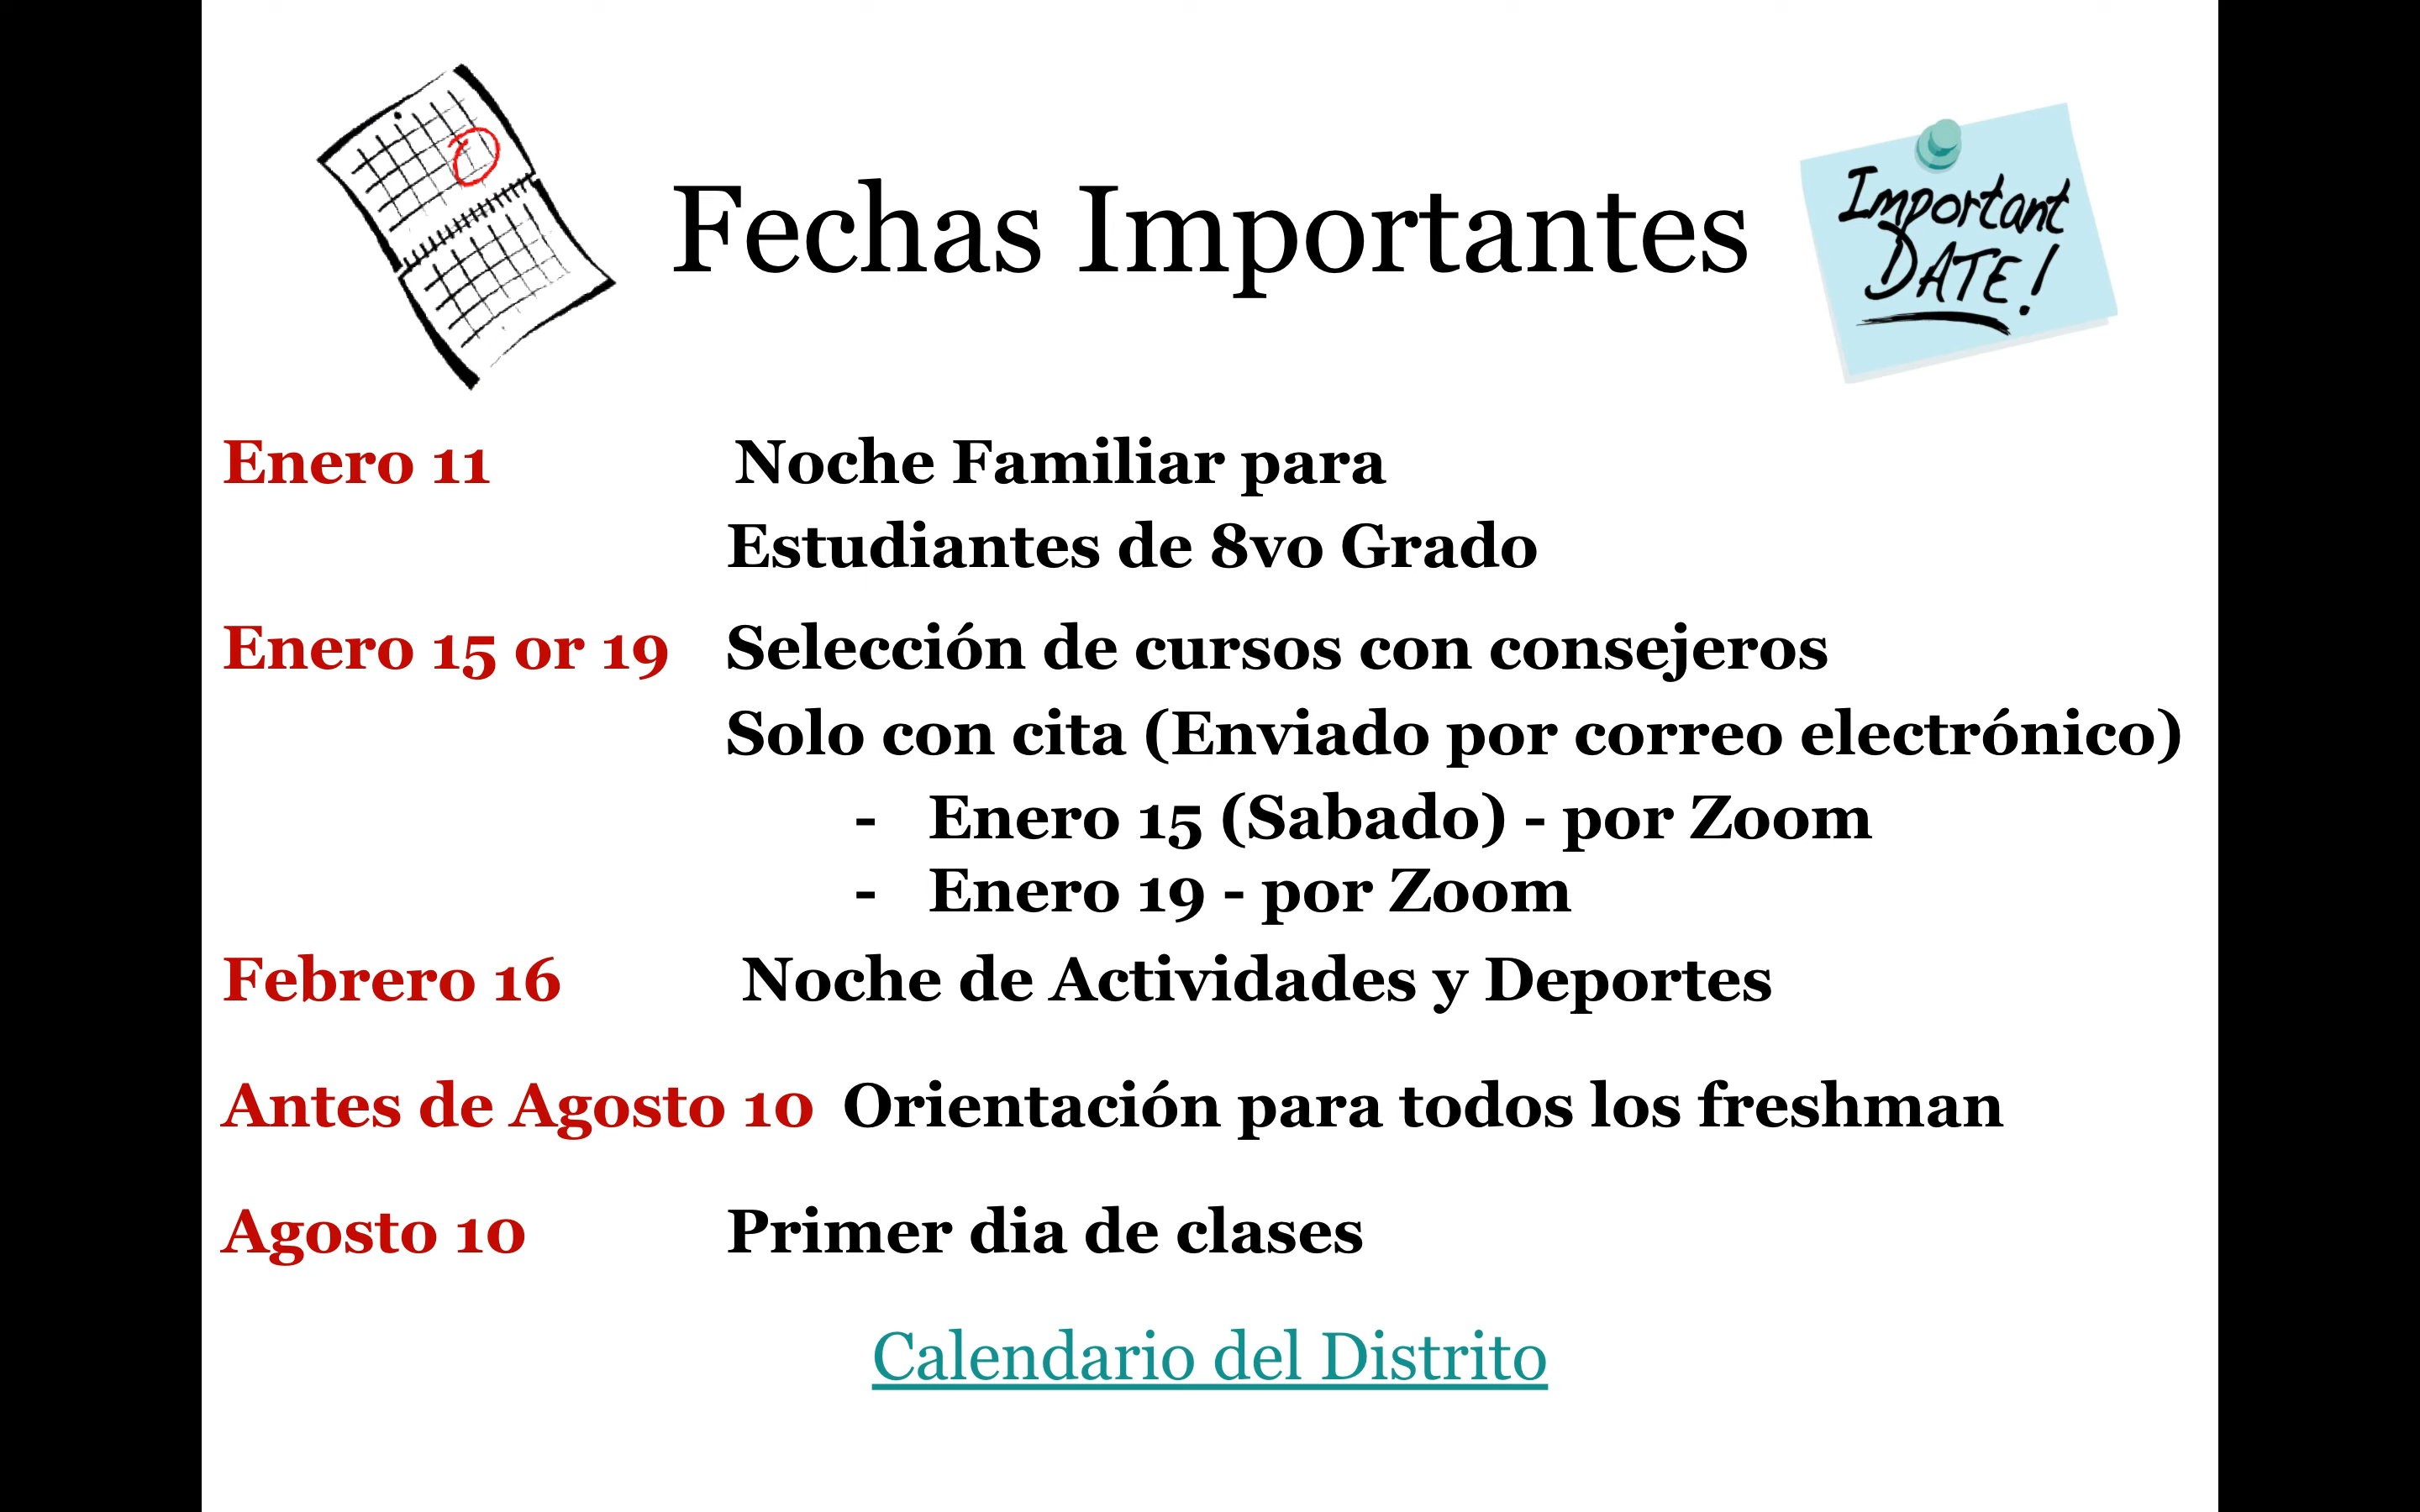 Fechas Importantes
Important
DATE!
Enero 11 Noche Familiar para
Estudiantes de 8vo Grado
Enero 15 or 19 Selección de cursos con consejeros
Solo con cita (Enviado por correo electrónico)
- Enero 15 (Sabado) - por Zoom
- Enero 19 - por Zoom
Febrero 16 Noche de Actividades y Deportes
Antes de Agosto 10 Orientación para todos los freshman
Agosto 10 Primer dia de clases
Calendario del Distrito